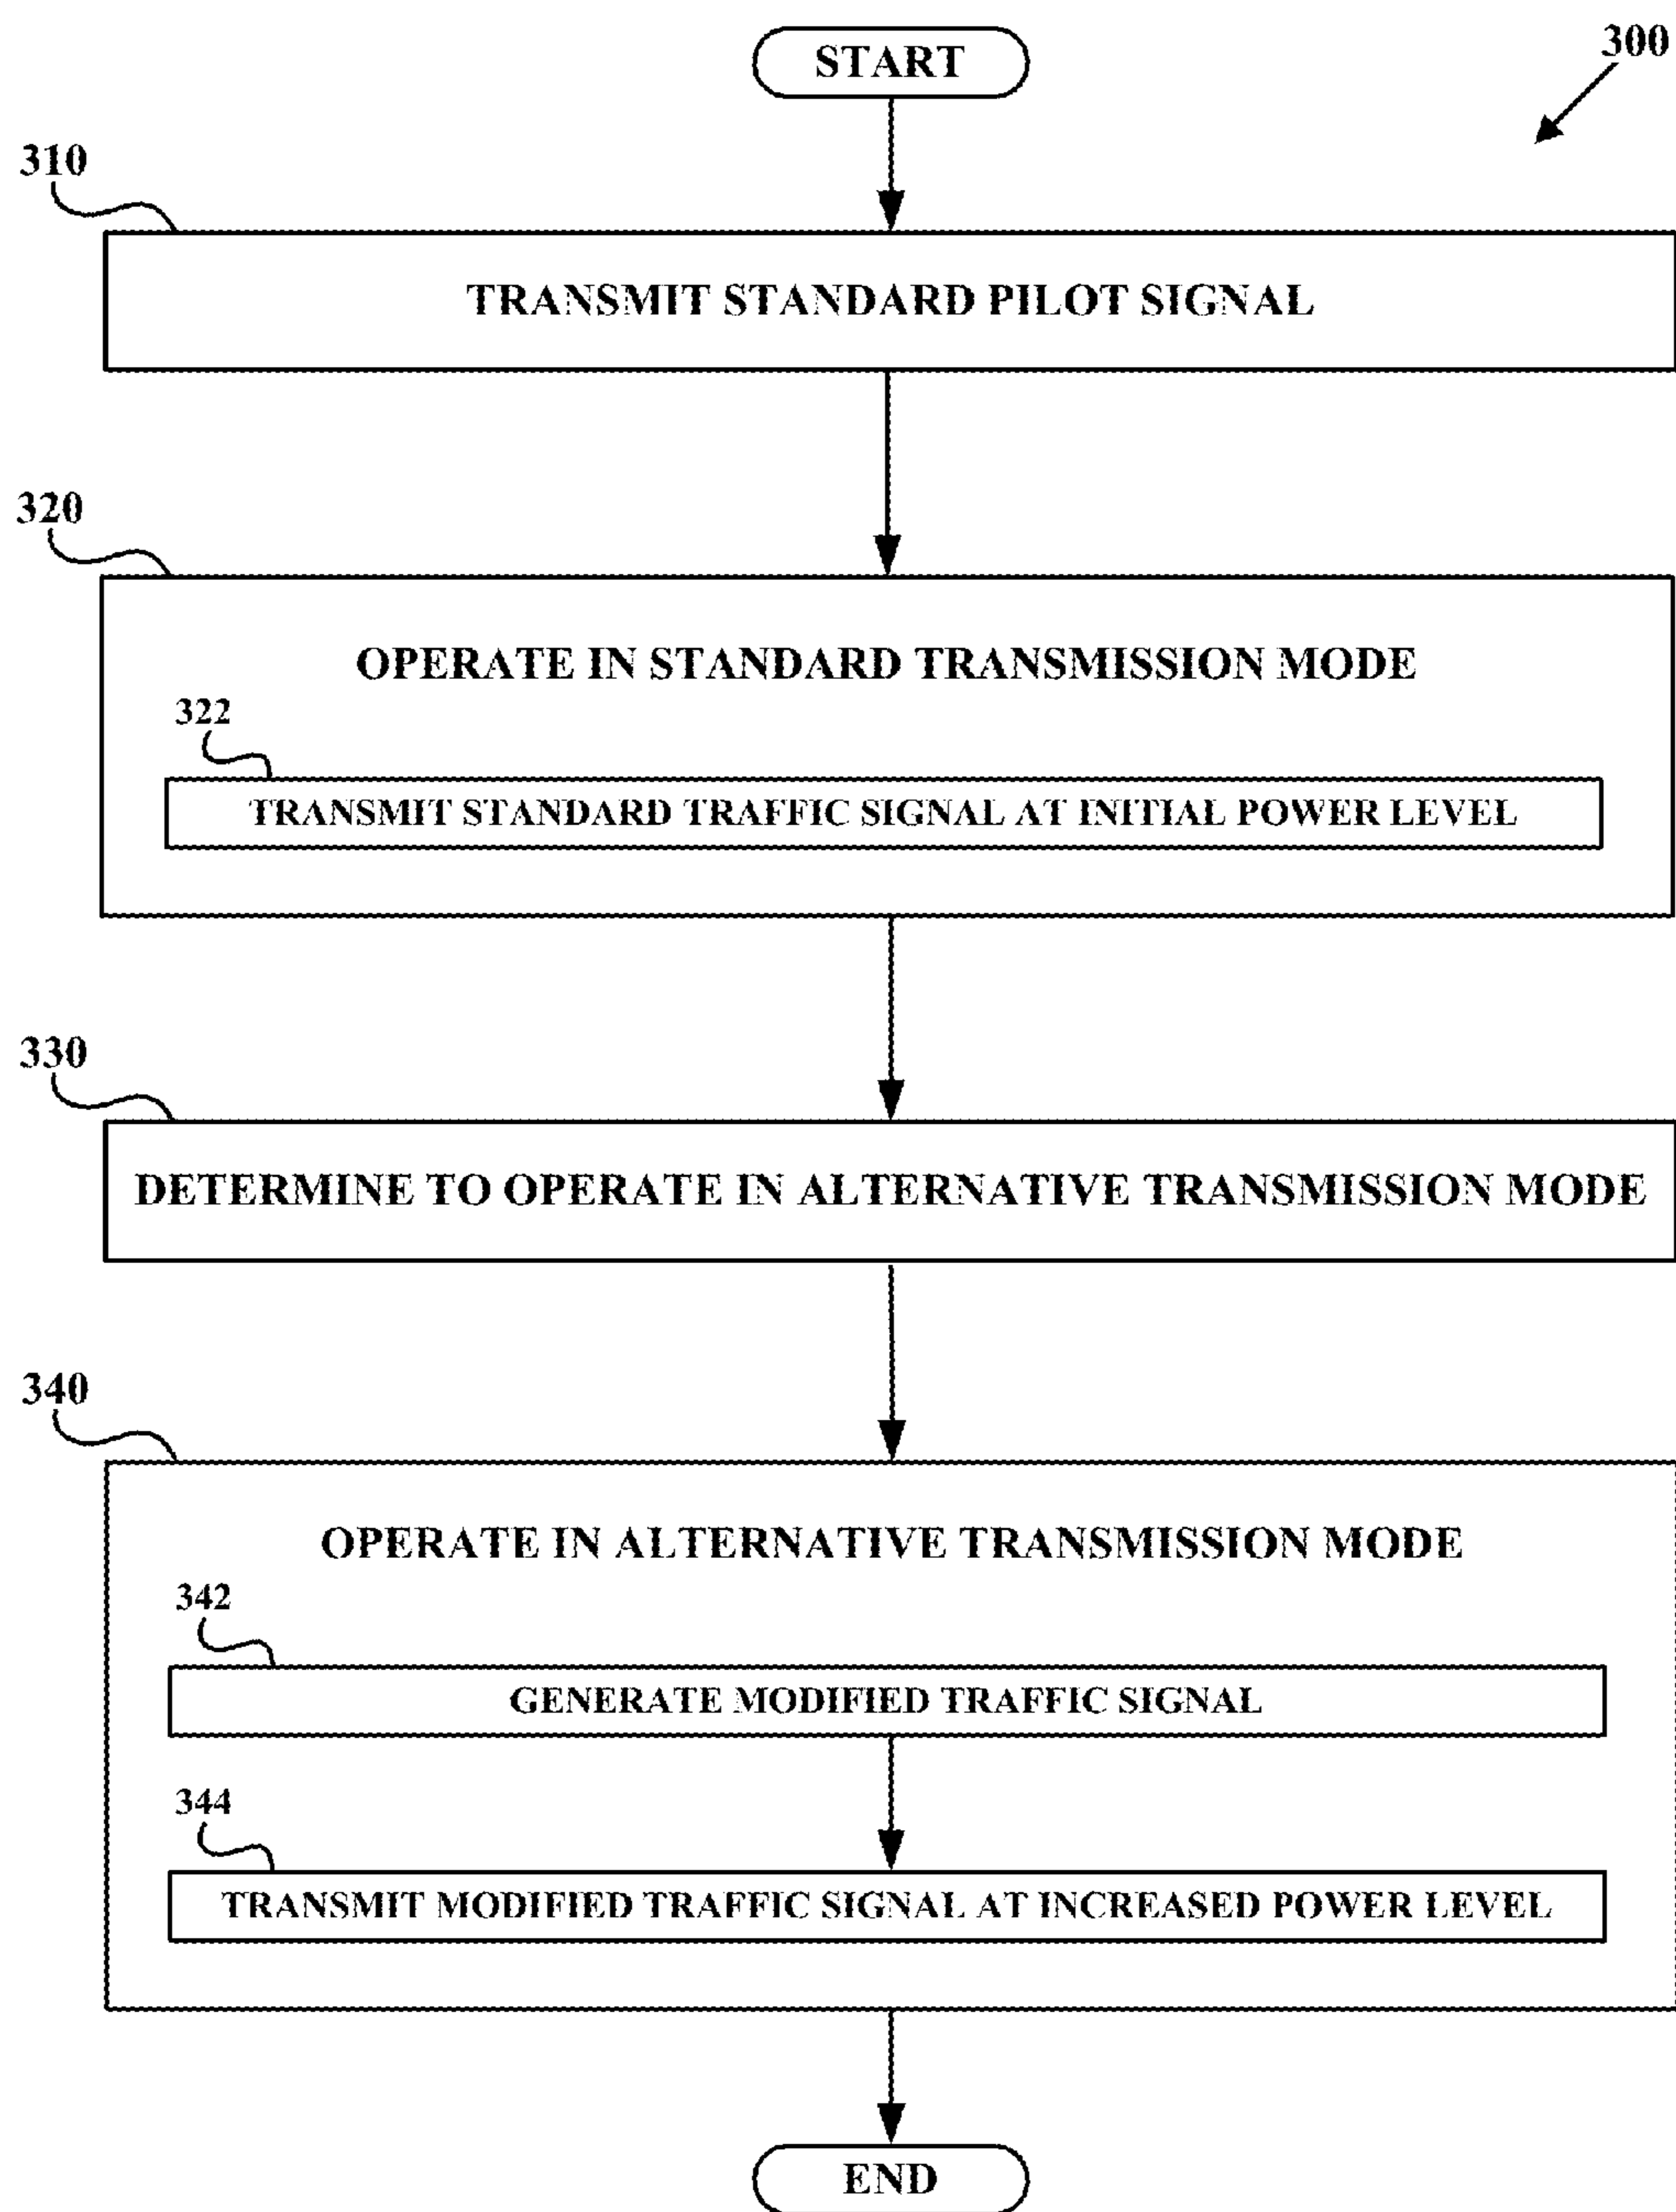 START
300
310
TRANSMIT STANDARD PILOT SIGNAL
320
OPERATE IN STANDARD TRANSMISSION MODE
322
TRANSMIT STANDARD TRAFFIC SIGNAL AT INITIAL POWER LEVEL
330
DETERMINE TO OPERATE IN ALTERNATIVE TRANSMISSION MODE
340
OPERATE IN ALTERNATIVE TRANSMISSION MODE
342
GENERATE MODIFIED TRAFFIC SIGNAL
344
TRANSMIT MODIFIED TRAFFIC SIGNAL AT INCREASED POWER LEVEL
END